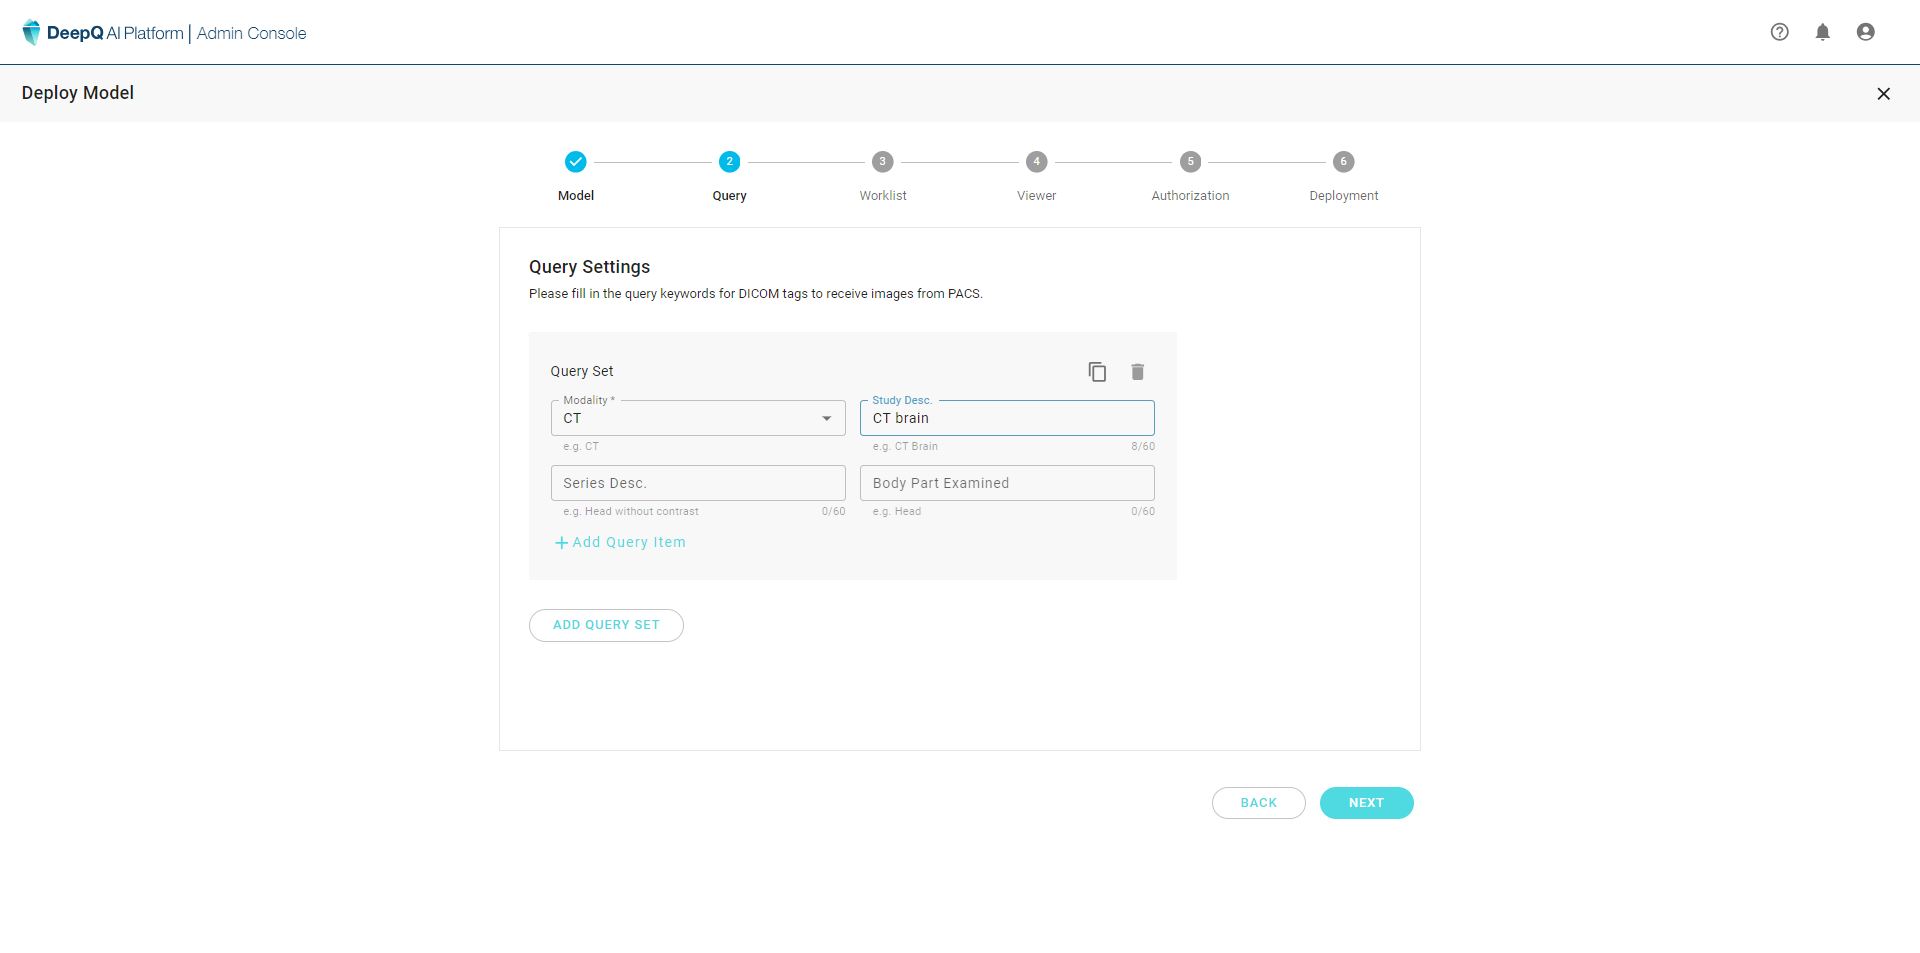 DeepQ AI Platform | Admin Console
Deploy Model
2 3 4 5 6
Model Query Worklist Viewer Authorization Deployment
Query Settings
Please fill in the query keywords for DICOM tags to receive images from PACS.
Query Set
Modality * Study Desc.
CT CT brain
e.g. CT e.g. CT Brain 8/60
Series Desc. Body Part Examined
e.g. Head without contrast 0/60 e.g. Head 0/60
+ Add Query Item
ADD QUERY SET
BACK NEXT